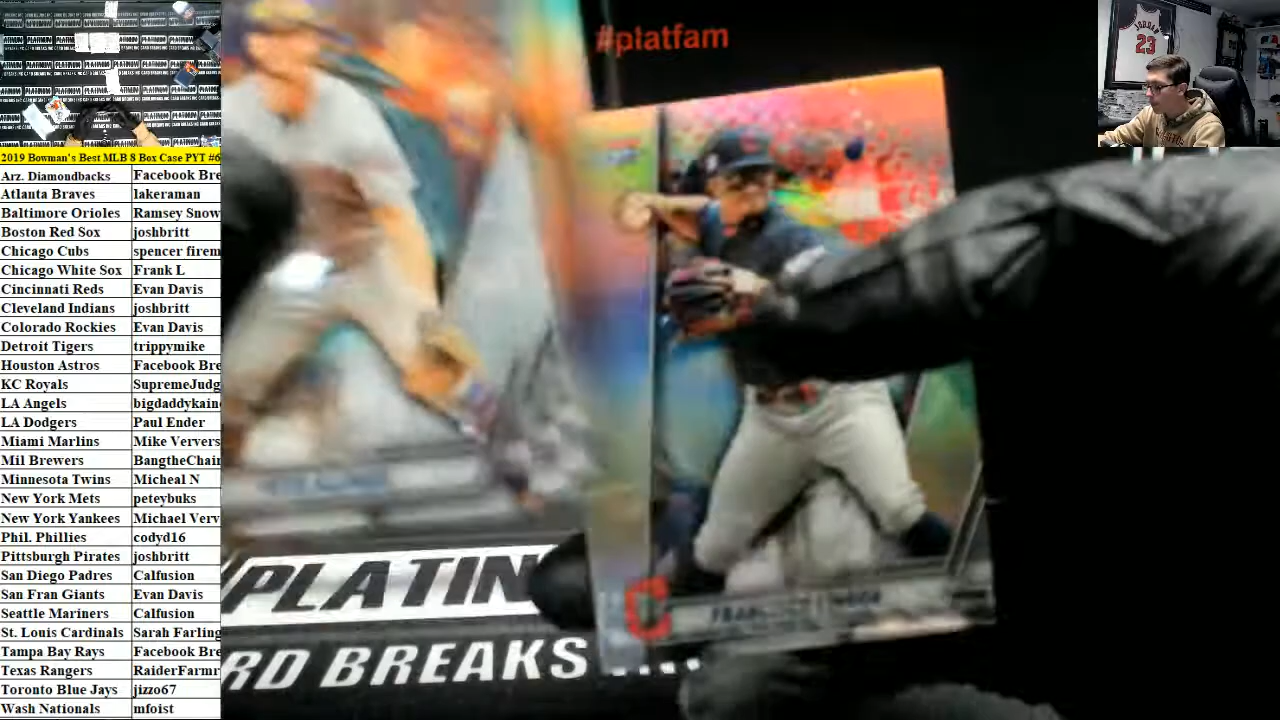 #platfam
JORDAN
23
PLATINUM
2019 Bowman's Best MLB 8 Box Case PYT #6
Arz. Diamondbacks Facebook Bre
Atlanta Braves lakeraman
Baltimore Orioles Ramsey Snow
Boston Red Sox joshbritt
Chicago Cubs spencer firem
Chicago White Sox Frank L
Cincinnati Reds Evan Davis
Cleveland Indians joshbritt
Colorado Rockies Evan Davis
Detroit Tigers trippymike
Houston Astros Facebook Bre
KC Royals SupremeJudg
LA Angels bigdaddykain
LA Dodgers Paul Ender
Miami Marlins Mike Ververs
Mil Brewers BangtheChair
Minnesota Twins Micheal N
New York Mets peteybuks
New York Yankees Michael Verv
Phil. Phillies codyd16
Pittsburgh Pirates joshbritt
San Diego Padres Calfusion
San Fran Giants Evan Davis
Seattle Mariners Calfusion
St. Louis Cardinals Sarah Farling
Tampa Bay Rays Facebook Bre
Texas Rangers RaiderFarmr
Toronto Blue Jays jizzo67
Wash Nationals mfoist
PLATIN
RD BREAKS